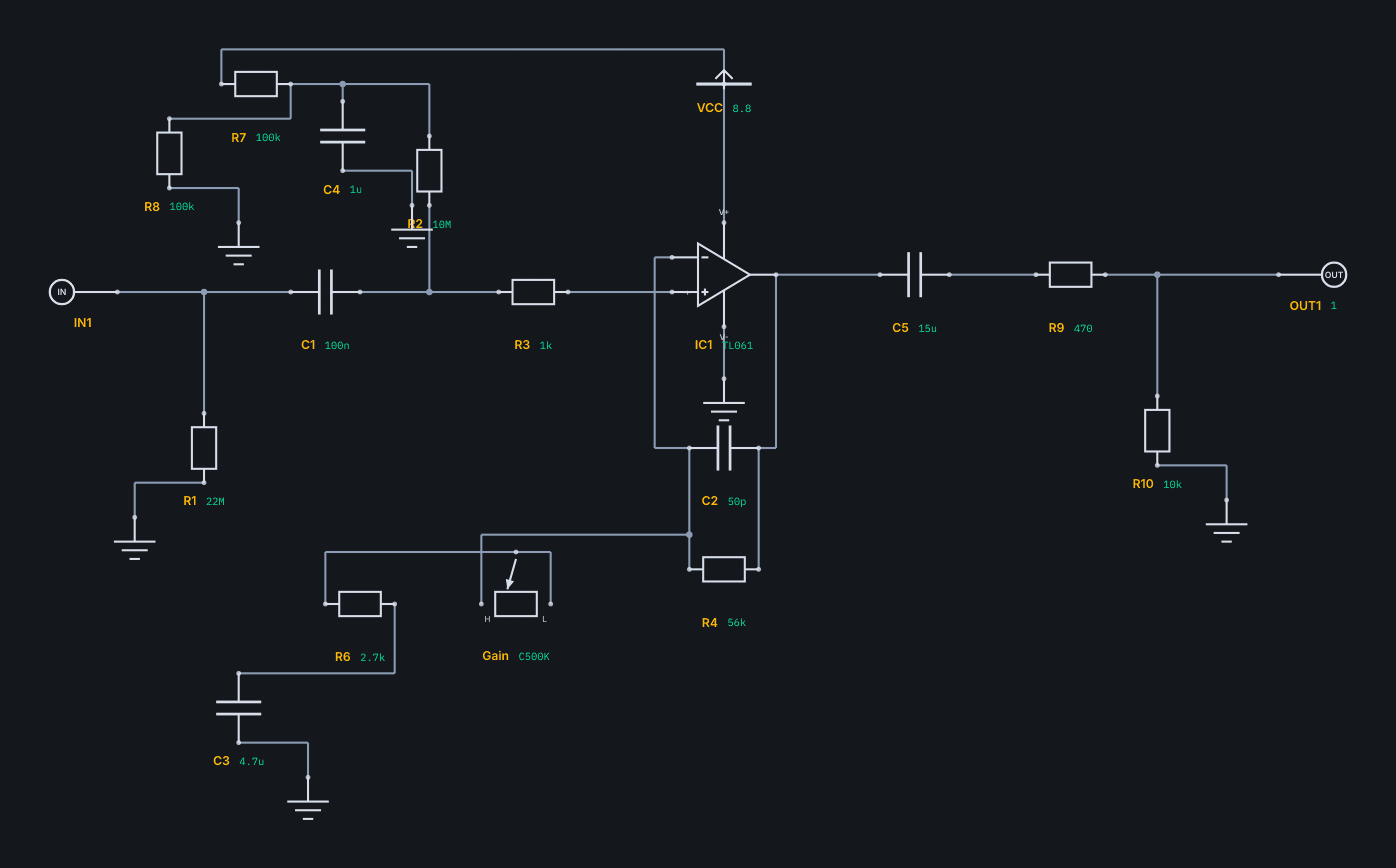 VCC 8.8
R7 100k
C4 1u
R8 100k
R2 10M
V+
IN
IN1
OUT
OUT1 1
C1 100n
R3 1k
V-
IC1 TL061
C5 15u
R9 470
R1 22M
C2 50p
R10 10k
H
L
R4 56k
R6 2.7k
Gain C500K
C3 4.7u